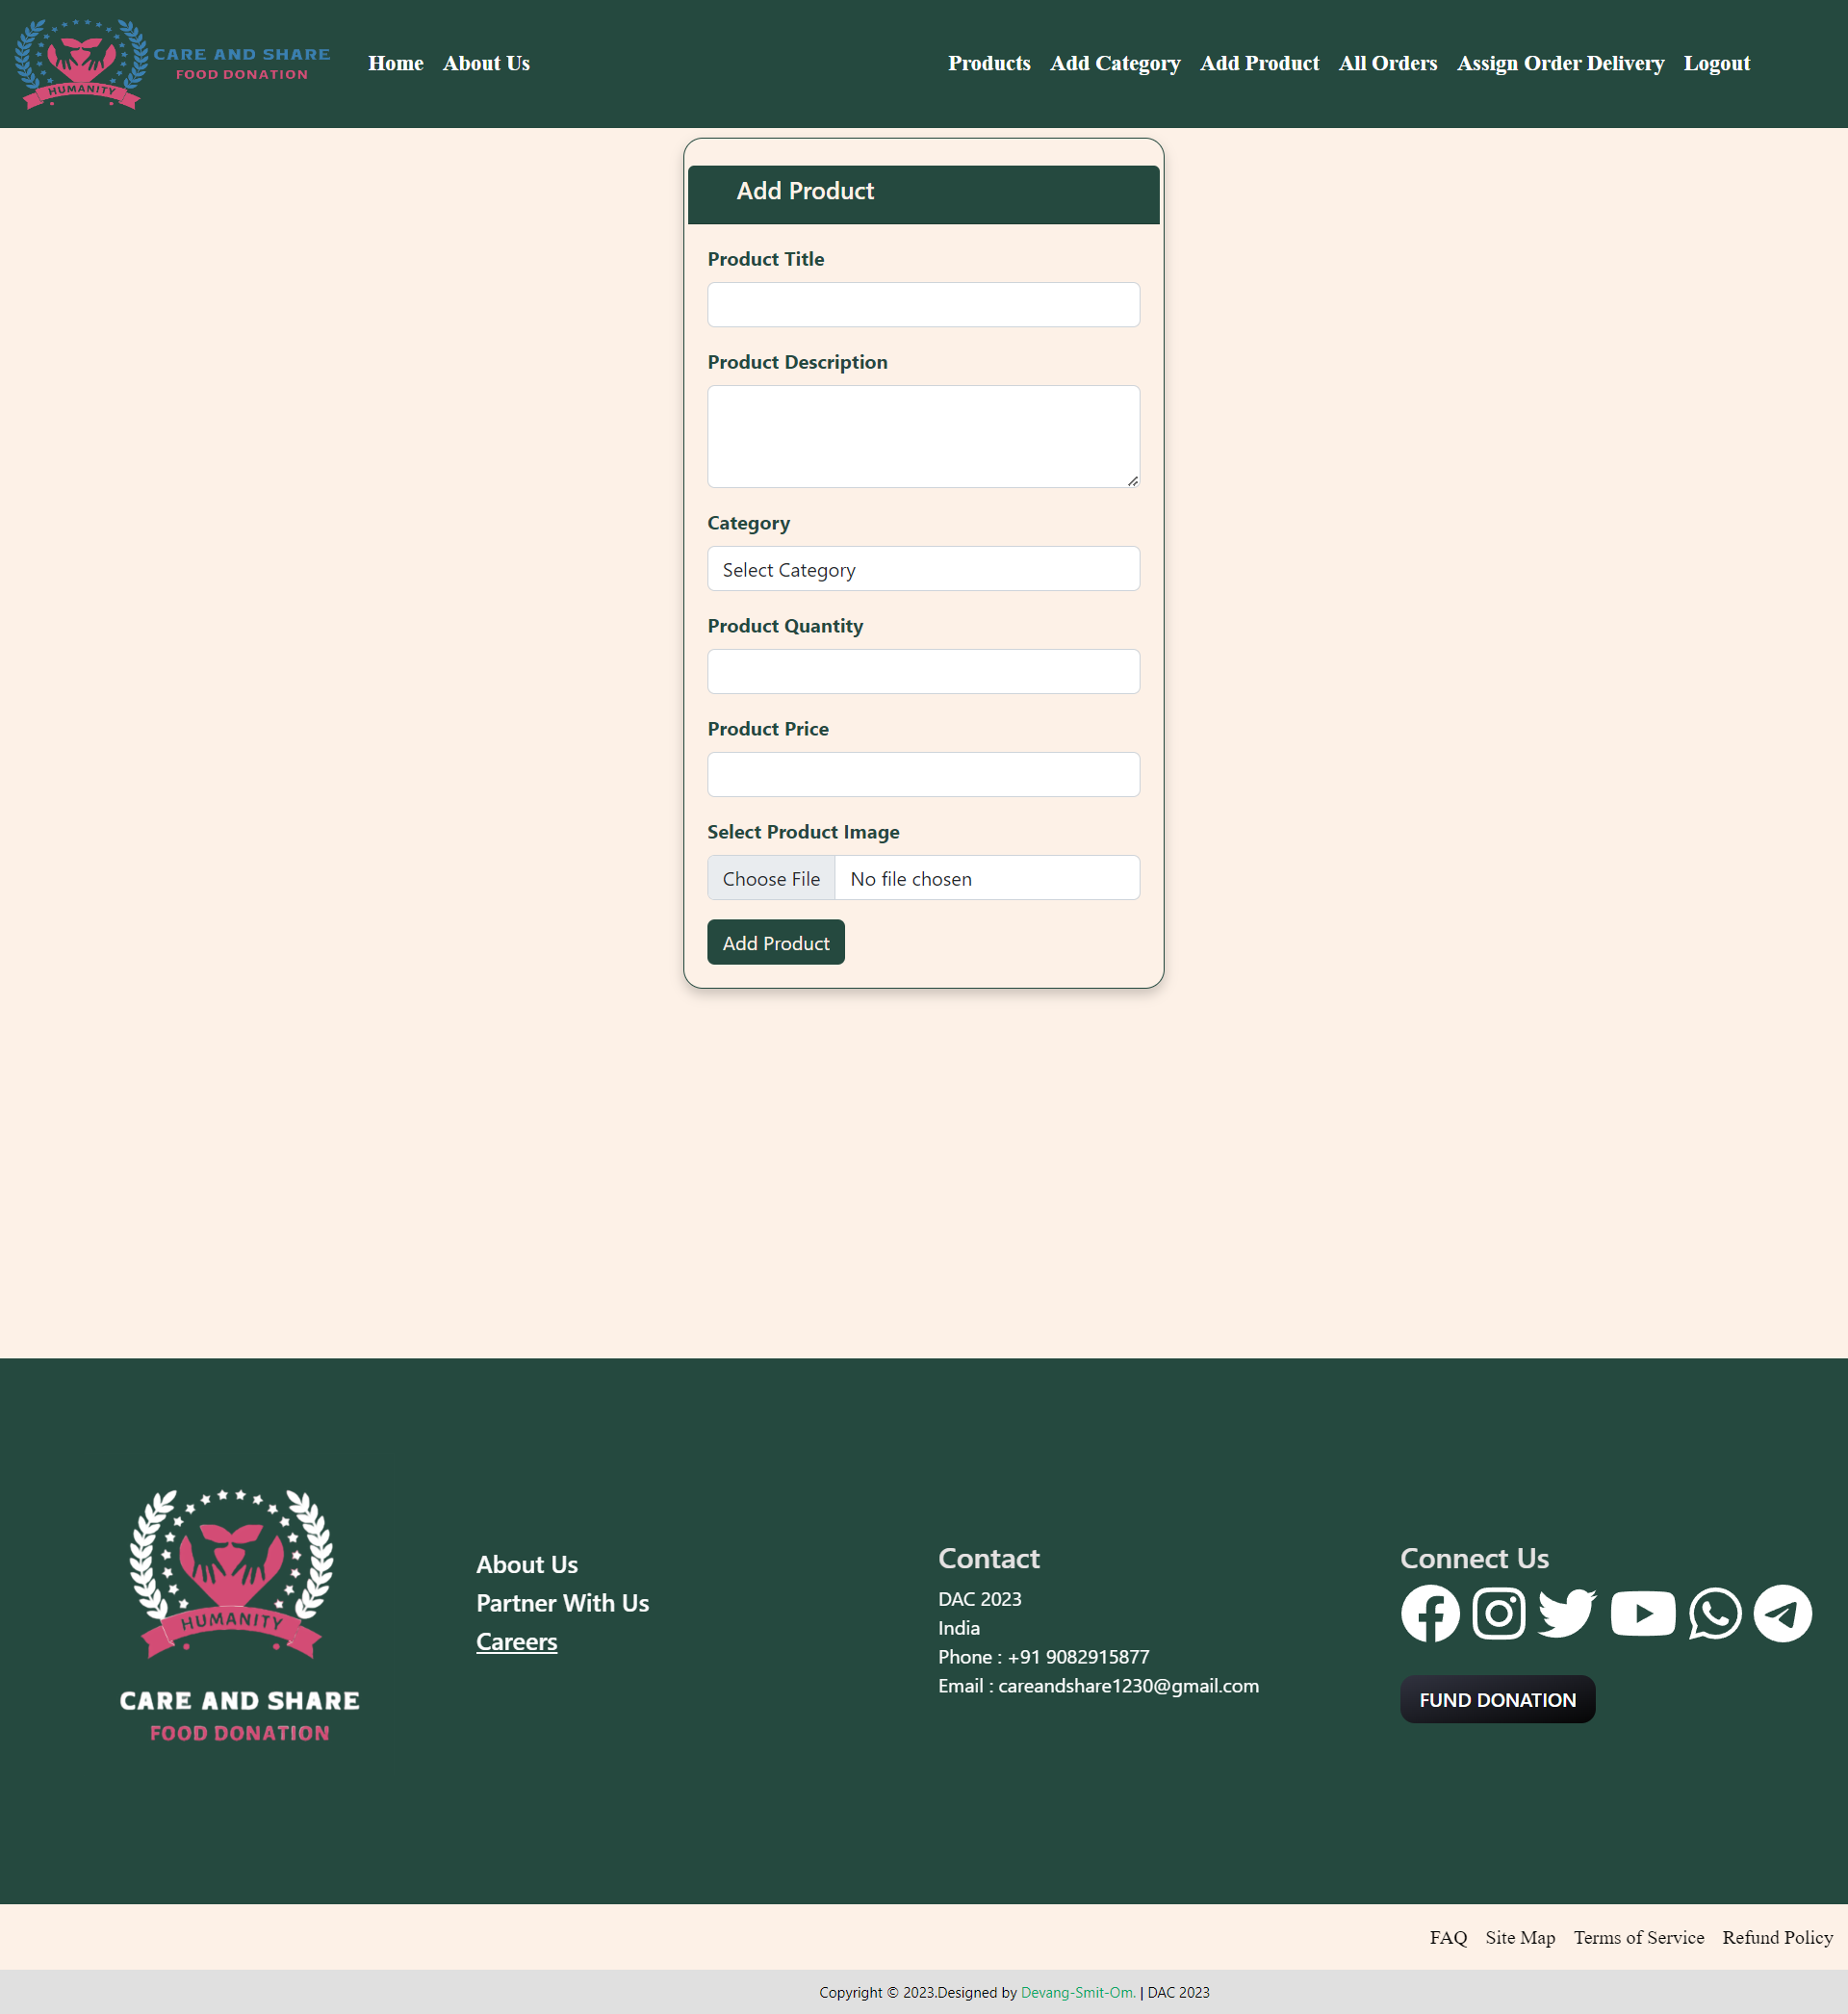 CARE AND SHARE
FOOD DONATION
HUMANITY
Home About Us
Products Add Category Add Product All Orders Assign Order Delivery Logout
Add Product
Product Title
Product Description
Category
Select Category
Product Quantity
Product Price
Select Product Image
Choose File No file chosen
Add Product
HUMANITY
CARE AND SHARE
FOOD DONATION
About Us
Partner With Us
Careers
Contact
DAC 2023
India
Phone : +91 9082915877
Email : careandshare1230@gmail.com
Connect Us
FUND DONATION
FAQ Site Map Terms of Service Refund Policy
Copyright © 2023.Designed by Devang-Smit-Om. | DAC 2023